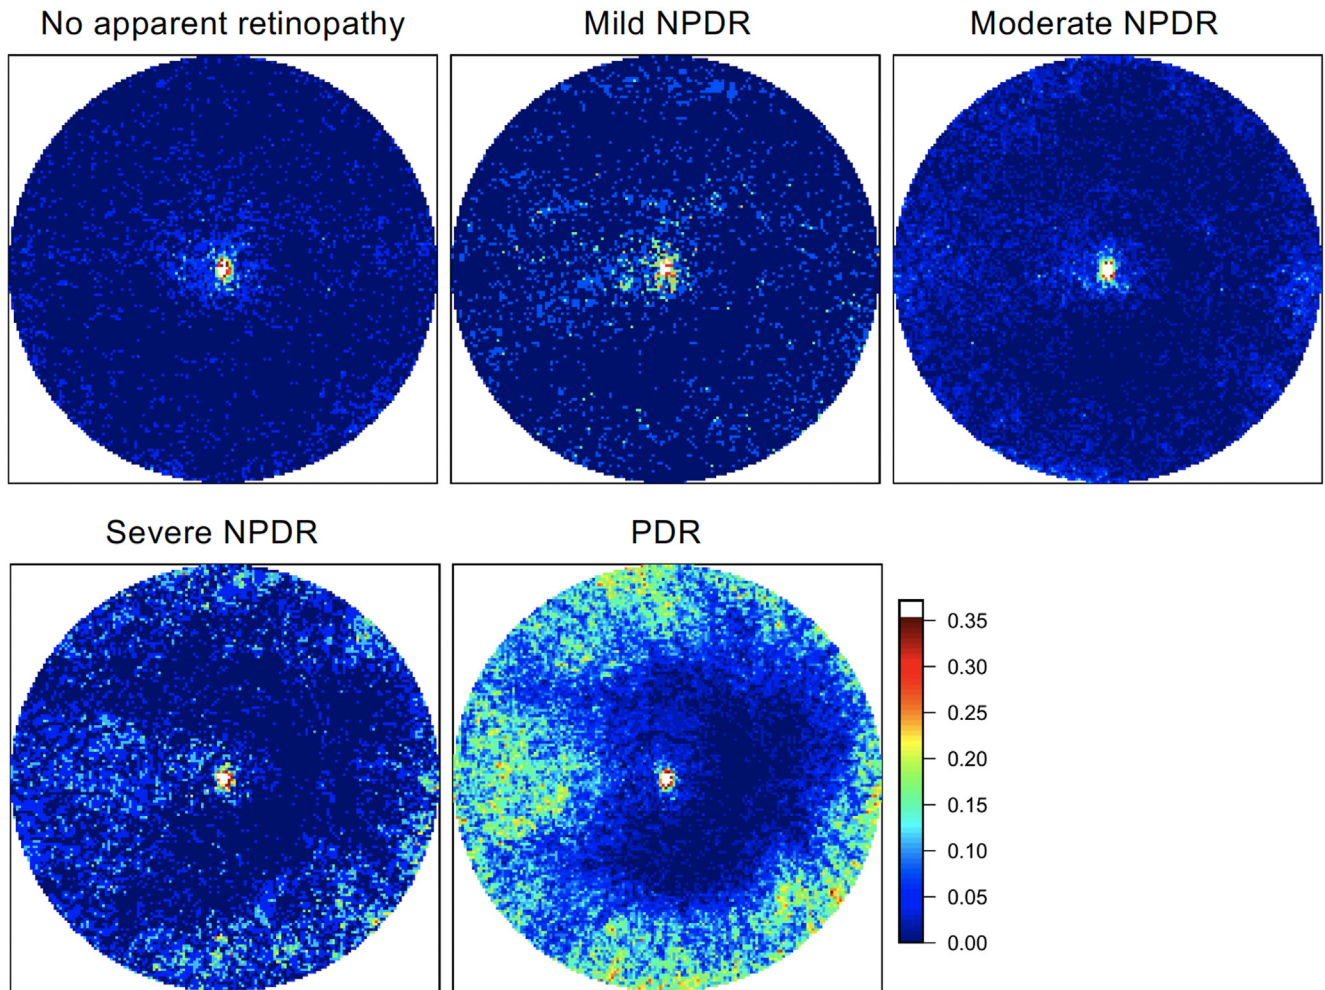 No apparent retinopathy
Mild NPDR
Moderate NPDR
Severe NPDR
PDR
0.35
0.30
0.25
0.20
0.15
0.10
0.05
0.00